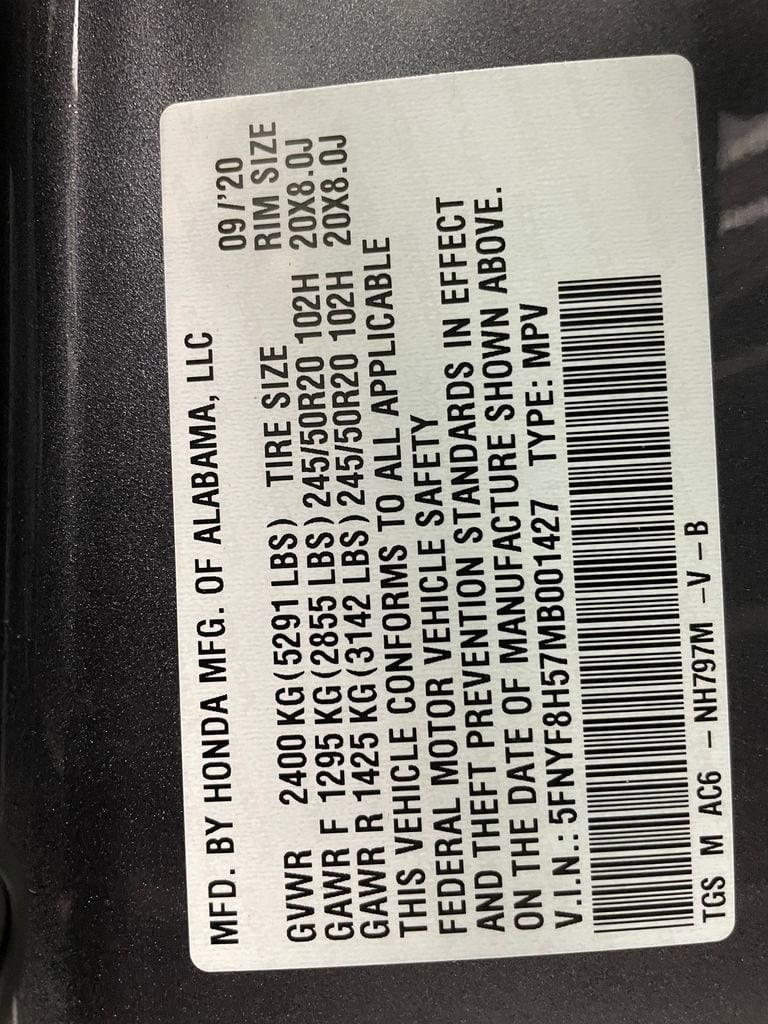 MFD. BY HONDA MFG. OF ALABAMA, LLC
09/'20
GVWR 2400 KG(5291 LBS) TIRE SIZE RIM SIZE
GAWR F 1295 KG(2855 LBS)245/50R20 102H 20X8.0J
GAWR R 1425 KG(3142 LBS)245/50R20 102H 20X8.0J
THIS VEHICLE CONFORMS TO ALL APPLICABLE
FEDERAL MOTOR VEHICLE SAFETY
AND THEFT PREVENTION STANDARDS IN EFFECT
ON THE DATE OF MANUFACTURE SHOWN ABOVE.
V.I.N.: 5FNYF8H57MB001427 TYPE: MPV
TGS M AC6 -NH797M -V-B